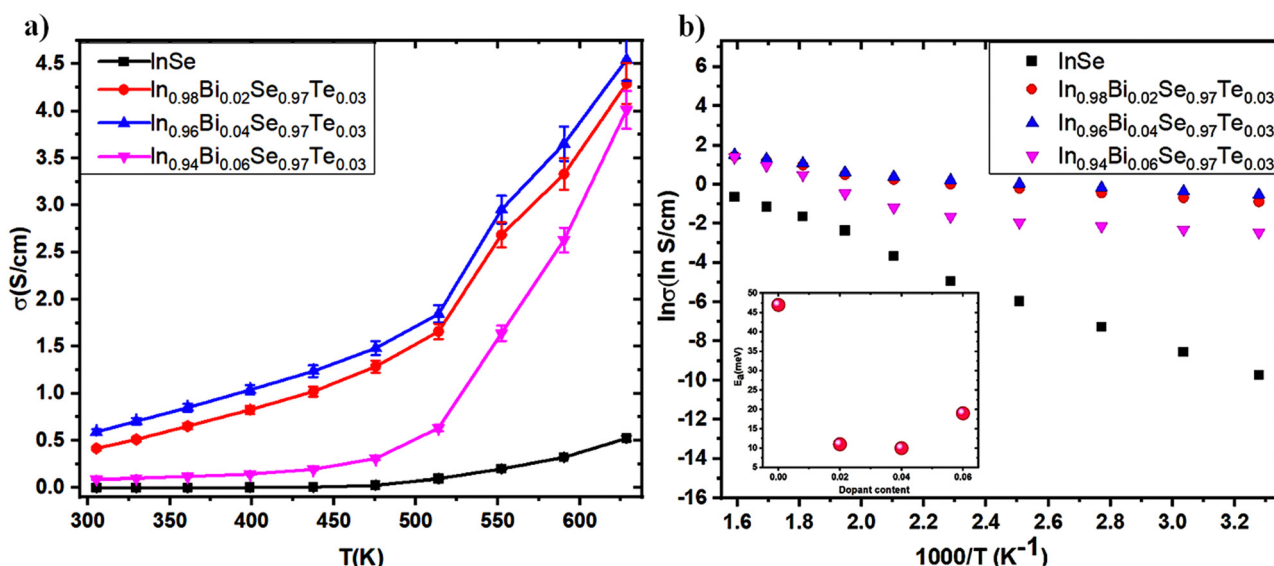 a)
InSe
In0.98Bi0.02Se0.97Te0.03
In0.96Bi0.04Se0.97Te0.03
In0.94Bi0.06Se0.97Te0.03
4.5
4.0
3.5
3.0
2.5
2.0
1.5
1.0
0.5
0.0
σ(S/cm)
300 350 400 450 500 550 600
T(K)
b)
InSe
In0.98Bi0.02Se0.97Te0.03
In0.96Bi0.04Se0.97Te0.03
In0.94Bi0.06Se0.97Te0.03
6
4
2
0
-2
-4
-6
-8
-10
-12
-14
-16
lnσ(ln S/cm)
50
45
40
35
30
25
20
15
10
5
Ea(meV)
0.00 0.02 0.04 0.06
Dopant content
1.6 1.8 2.0 2.2 2.4 2.6 2.8 3.0 3.2
1000/T (K-1)